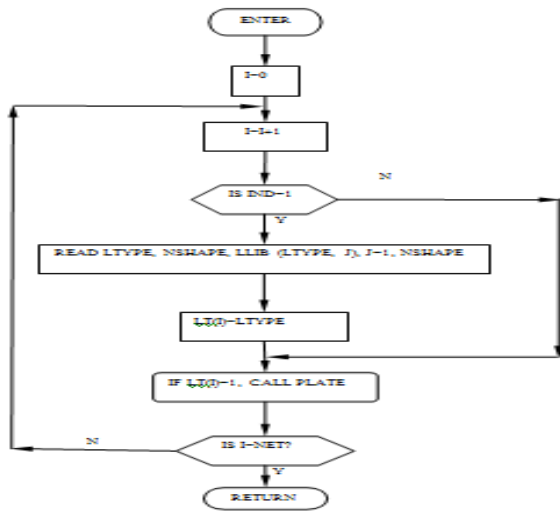 ENTER
I=0
I=I+1
N
IS IND=1
Y
READ LTYPE, NSHAPE, LLIB (LTYPE, J), J=1, NSHAPE
LT(I)=LTYPE
IF LT(I)=1, CALL PLATE
N
IS I=NET?
Y
RETURN